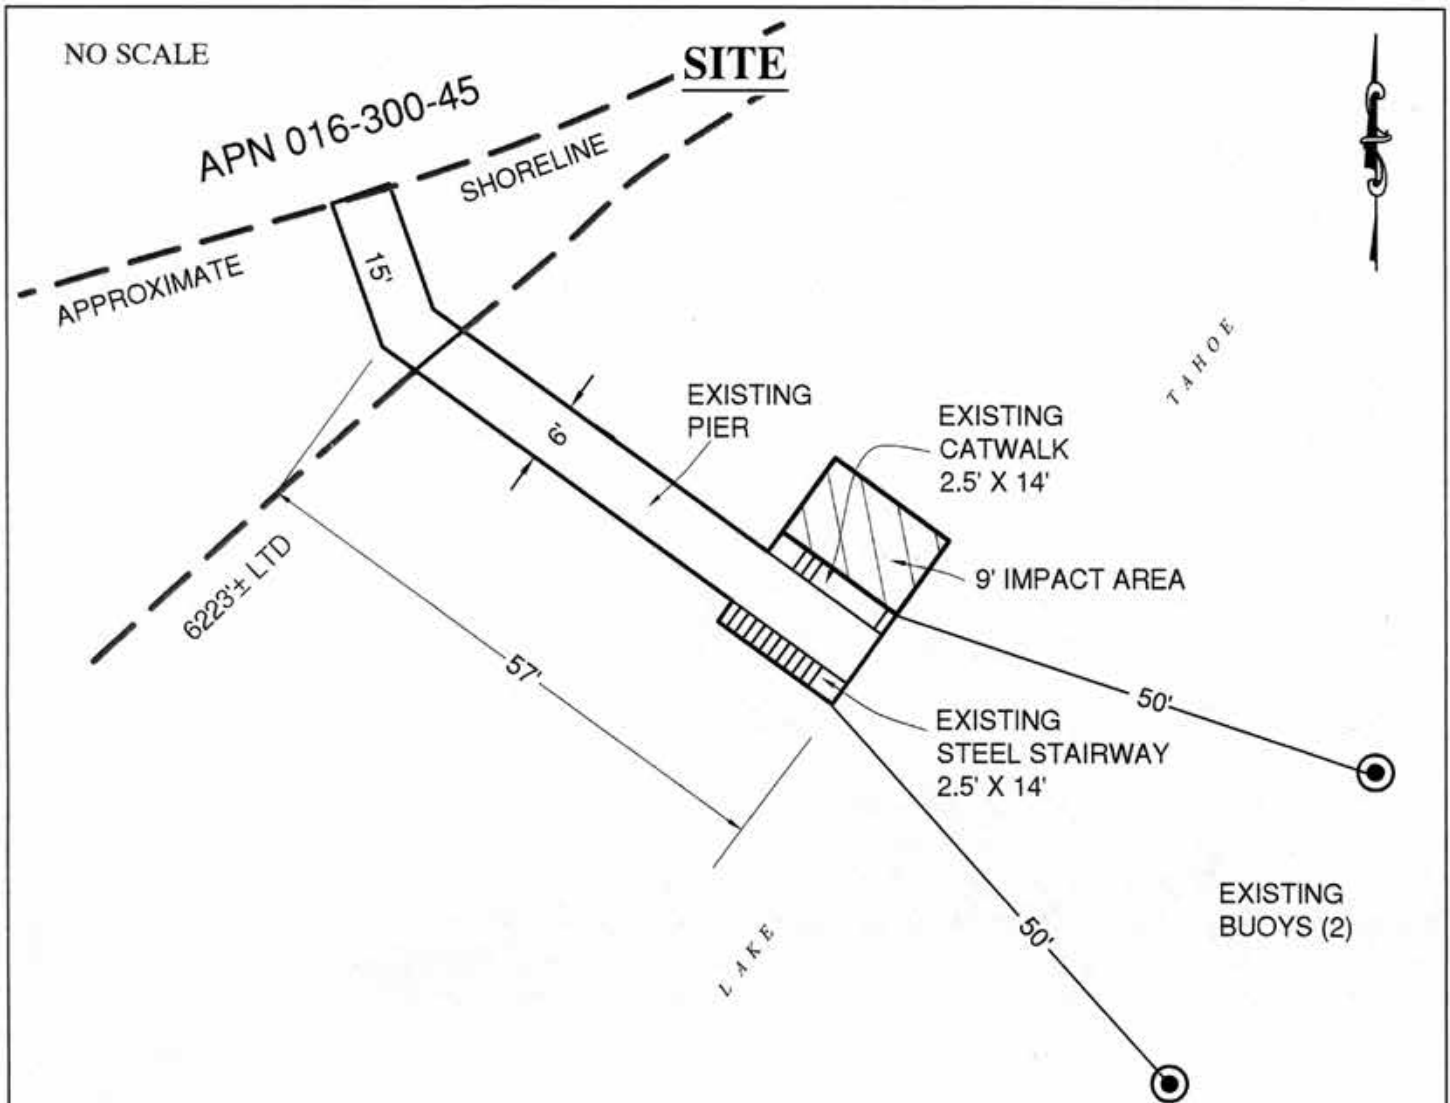 NO SCALE
SITE
APN 016-300-45
SHORELINE
APPROXIMATE
15'
TAHOE
EXISTING
PIER
6'
EXISTING
CATWALK
2.5' X 14'
9' IMPACT AREA
6223'± LTD
57'
50'
EXISTING
STEEL STAIRWAY
2.5' X 14'
EXISTING
BUOYS (2)
50'
LAKE